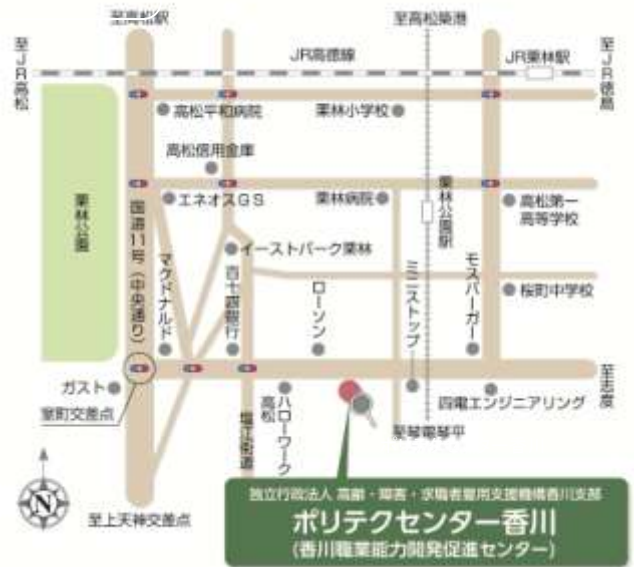 至高松駅
至高松築港
至JR高松
JR高徳線
JR栗林駅
至JR徳島
高松平和病院
栗林小学校
高松信用金庫
栗林公園
国道11号（中央通り）
エネオスGS
栗林病院
栗林公園駅
高松第一
高等学校
イーストパーク栗林
マクドナルド
百十四銀行
ローソン
ミニストップ
モスバーガー
桜町中学校
至志度
ガスト
室町交差点
塩江街道
ハローワーク
高松
四電エンジニアリング
至琴電琴平
N
至上天神交差点
独立行政法人 高齢・障害・求職者雇用支援機構香川支部
ポリテクセンター香川
(香川職業能力開発促進センター)